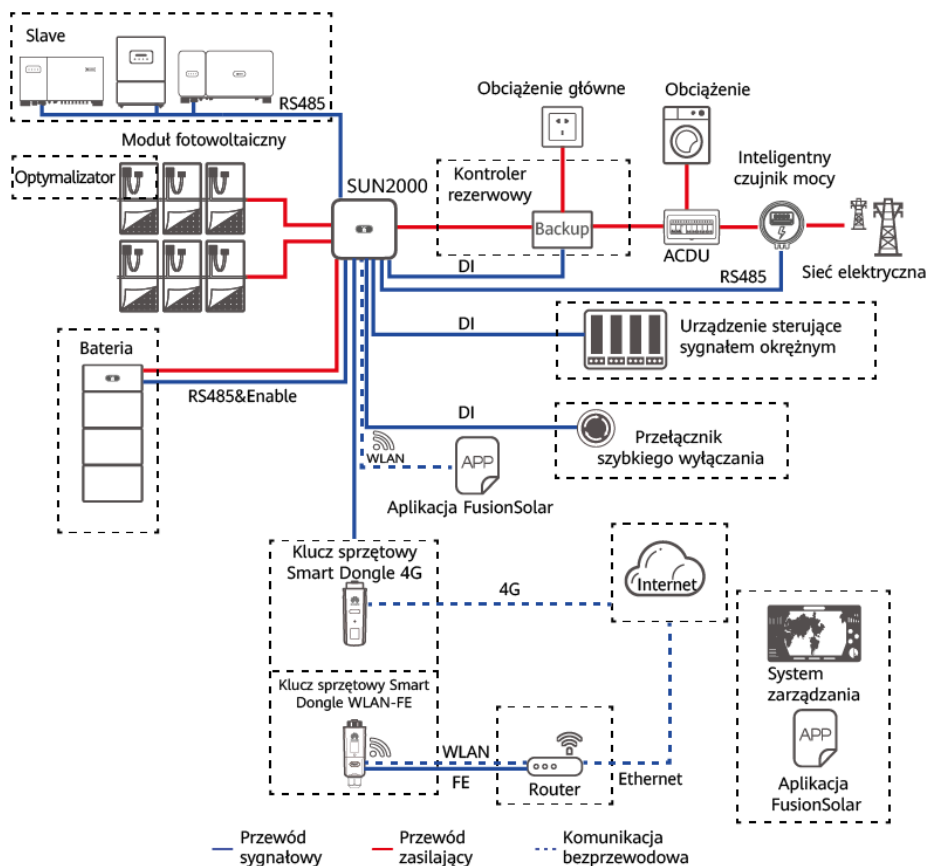 Slave
RS485
Moduł fotowoltaiczny
Optymalizator
SUN2000
Obciążenie główne
Obciążenie
Kontroler
rezerwowy
Backup
Inteligentny
czujnik mocy
ACDU
Sieć elektryczna
DI
RS485
DI
Urządzenie sterujące
sygnałem okrężnym
Bateria
RS485&Enable
DI
Przełącznik
szybkiego wyłączania
WLAN
APP
Aplikacja FusionSolar
Klucz sprzętowy
Smart Dongle 4G
4G
Internet
Klucz sprzętowy Smart
Dongle WLAN-FE
WLAN
FE
Router
Ethernet
System
zarządzania
APP
Aplikacja
FusionSolar
Przewód
sygnałowy
Przewód
zasilający
Komunikacja
bezprzewodowa